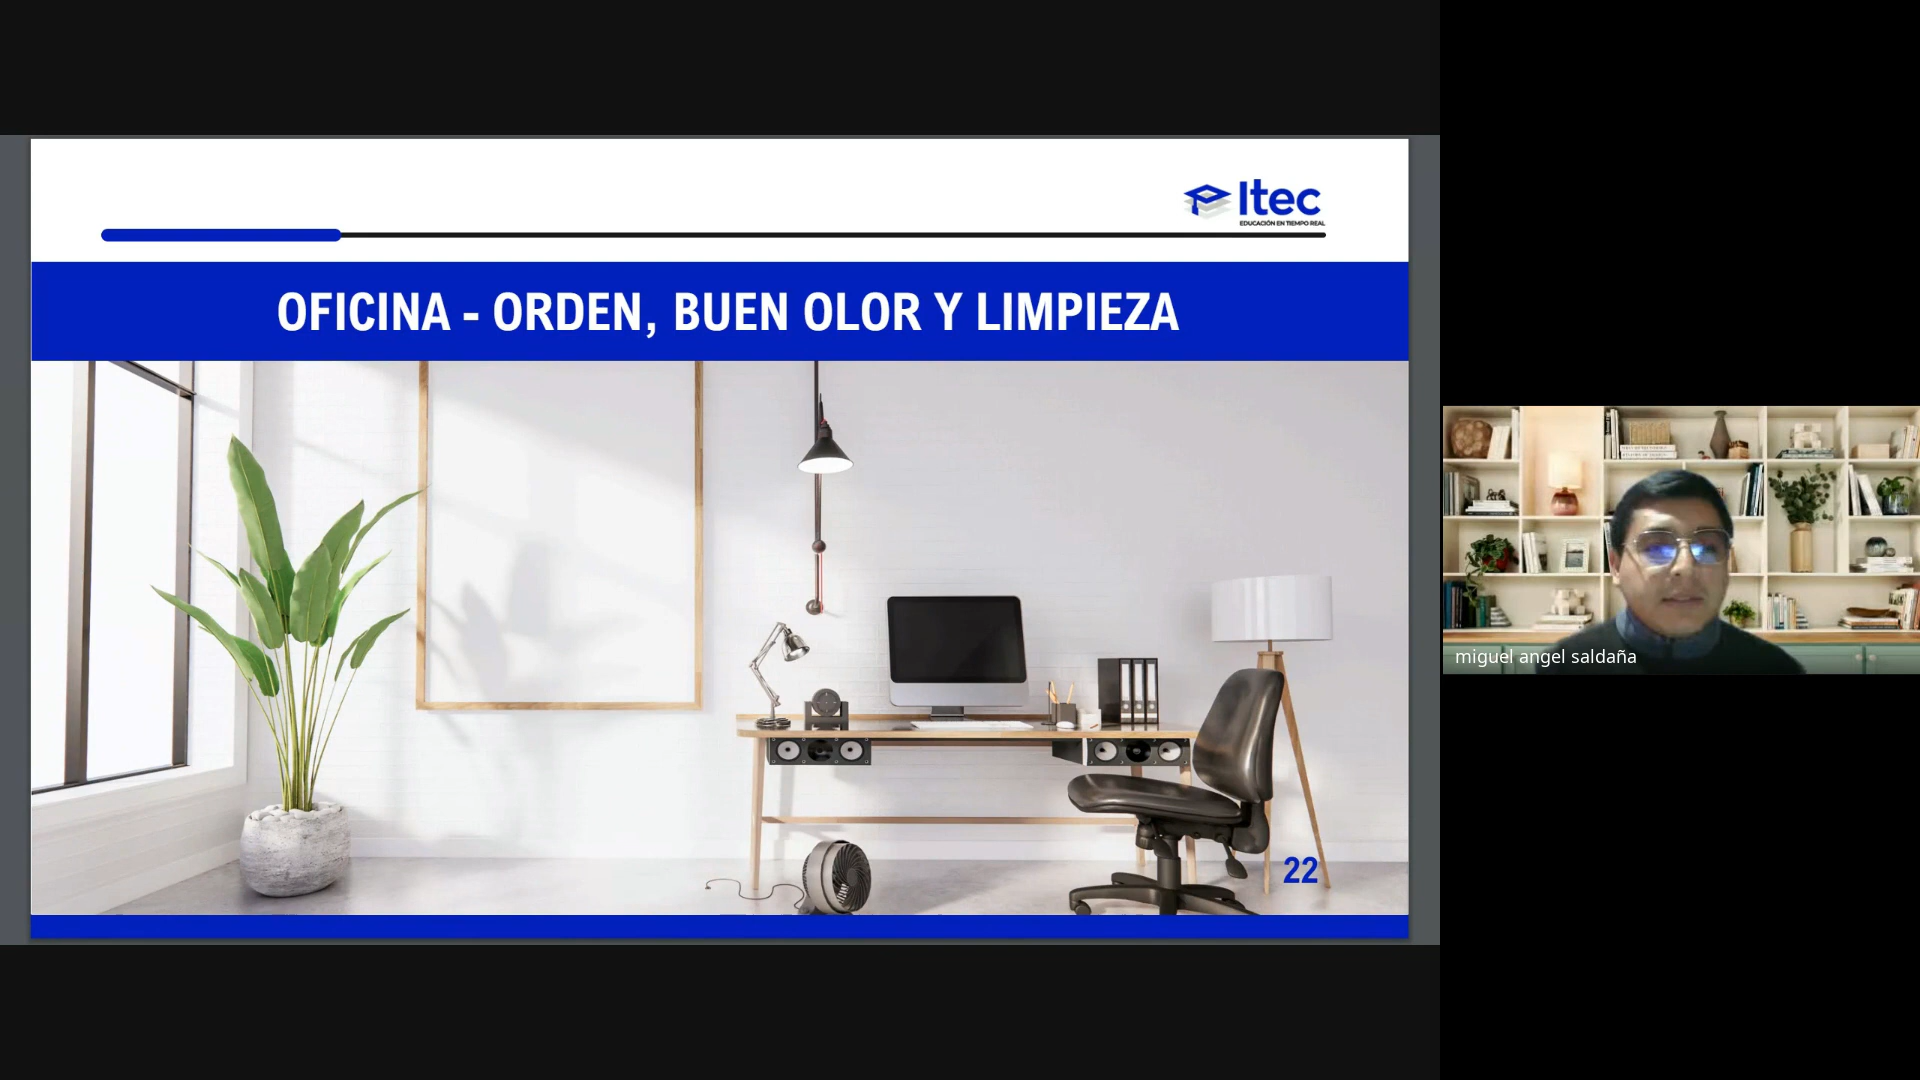 Itec
EDUCACIÓN EN TIEMPO REAL
OFICINA - ORDEN, BUEN OLOR Y LIMPIEZA
22
miguel angel saldaña